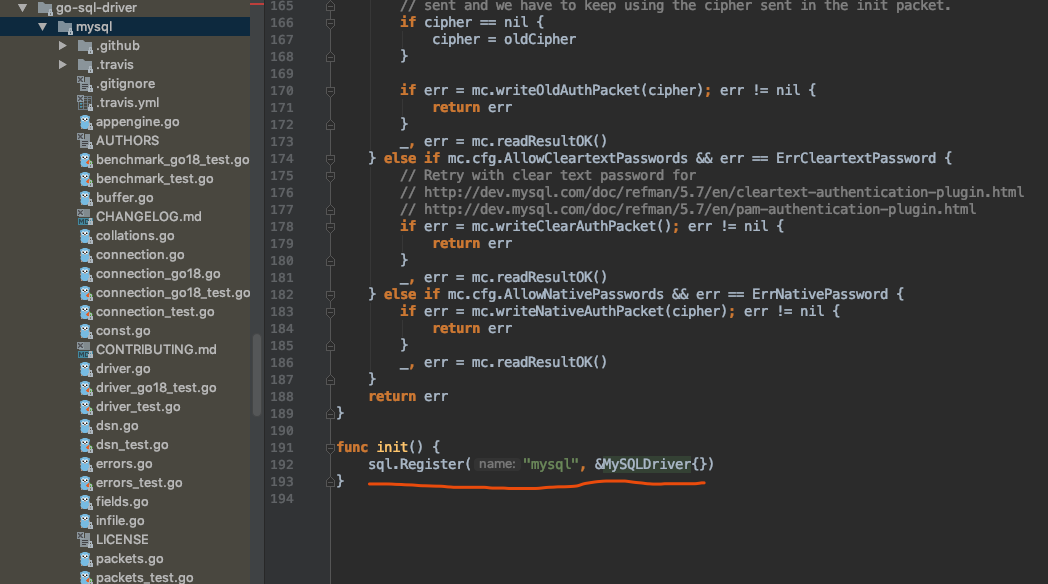 go-sql-driver
mysql
.github
.travis
.gitignore
.travis.yml
appengine.go
AUTHORS
benchmark_go18_test.go
benchmark_test.go
buffer.go
CHANGELOG.md
collations.go
connection.go
connection_go18.go
connection_go18_test.go
connection_test.go
const.go
CONTRIBUTING.md
driver.go
driver_go18_test.go
driver_test.go
dsn.go
dsn_test.go
errors.go
errors_test.go
fields.go
infile.go
LICENSE
packets.go
packets_test.go
165 // sent and we have to keep using the cipher sent in the init packet.
166 if cipher == nil {
167 cipher = oldCipher
168 }
169
170 if err = mc.writeOldAuthPacket(cipher); err != nil {
171 return err
172 }
173 _, err = mc.readResultOK()
174 } else if mc.cfg.AllowCleartextPasswords && err == ErrCleartextPassword {
175 // Retry with clear text password for
176 // http://dev.mysql.com/doc/refman/5.7/en/cleartext-authentication-plugin.html
177 // http://dev.mysql.com/doc/refman/5.7/en/pam-authentication-plugin.html
178 if err = mc.writeClearAuthPacket(); err != nil {
179 return err
180 }
181 _, err = mc.readResultOK()
182 } else if mc.cfg.AllowNativePasswords && err == ErrNativePassword {
183 if err = mc.writeNativeAuthPacket(cipher); err != nil {
184 return err
185 }
186 _, err = mc.readResultOK()
187 }
188 return err
189 }
190
191 func init() {
192 sql.Register( name: "mysql", &MySQLDriver{})
193 }
194